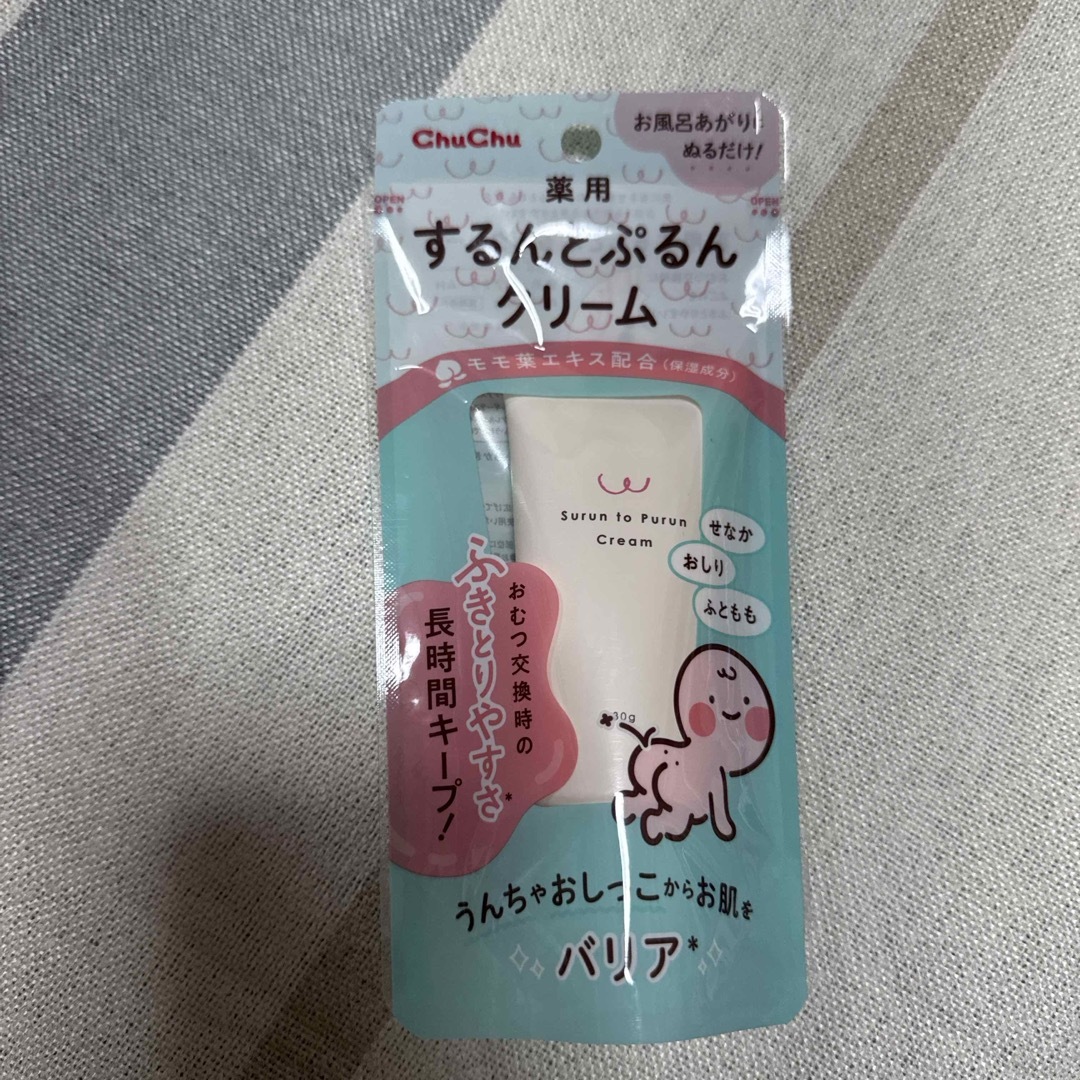 ChuChu
お風呂あがりに
ぬるだけ!
OPEN
OPEN
薬用
するんとぷるん
クリーム
モモ葉エキス配合(保湿成分)
Surun to Purun
Cream
せなか
おしり
ふともも
おむつ交換時の
ふきとりやすさ*
長時間キープ!
30g
うんちやおしっこからお肌を
バリア*